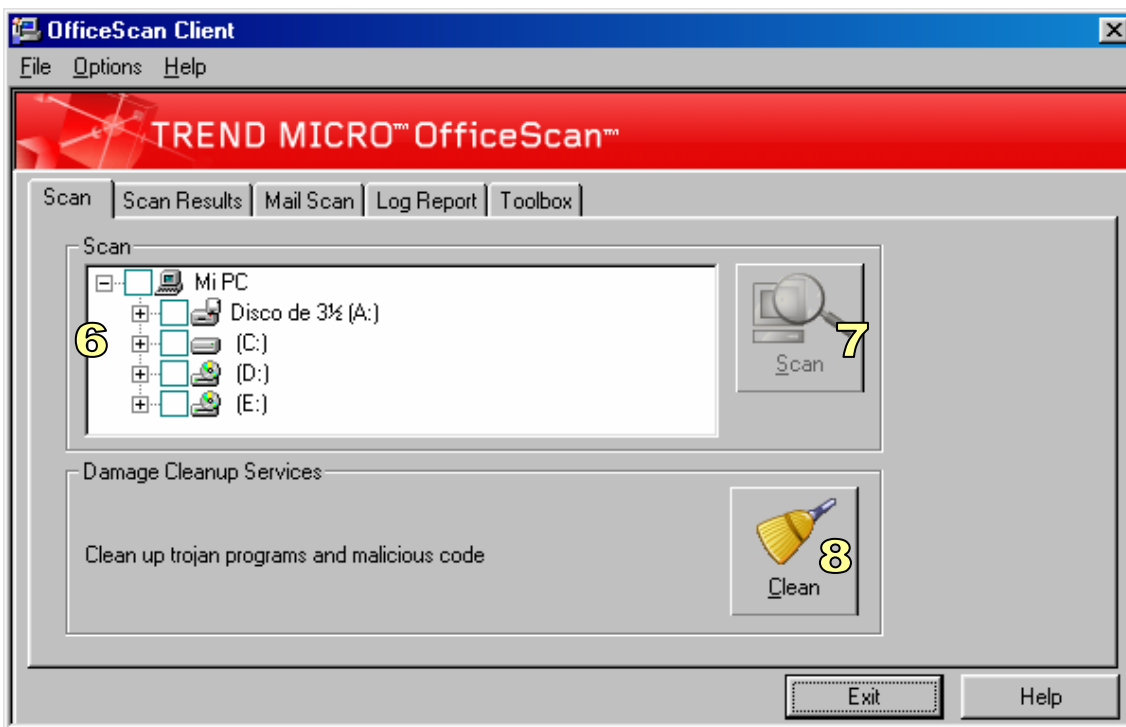 OfficeScan Client
File Options Help
TREND MICRO™ OfficeScan™
Scan Scan Results Mail Scan Log Report Toolbox
Scan
Mi PC
Disco de 3½ (A:)
(C:)
(D:)
(E:)
6
7
Scan
Damage Cleanup Services
Clean up trojan programs and malicious code
8
Clean
Exit Help